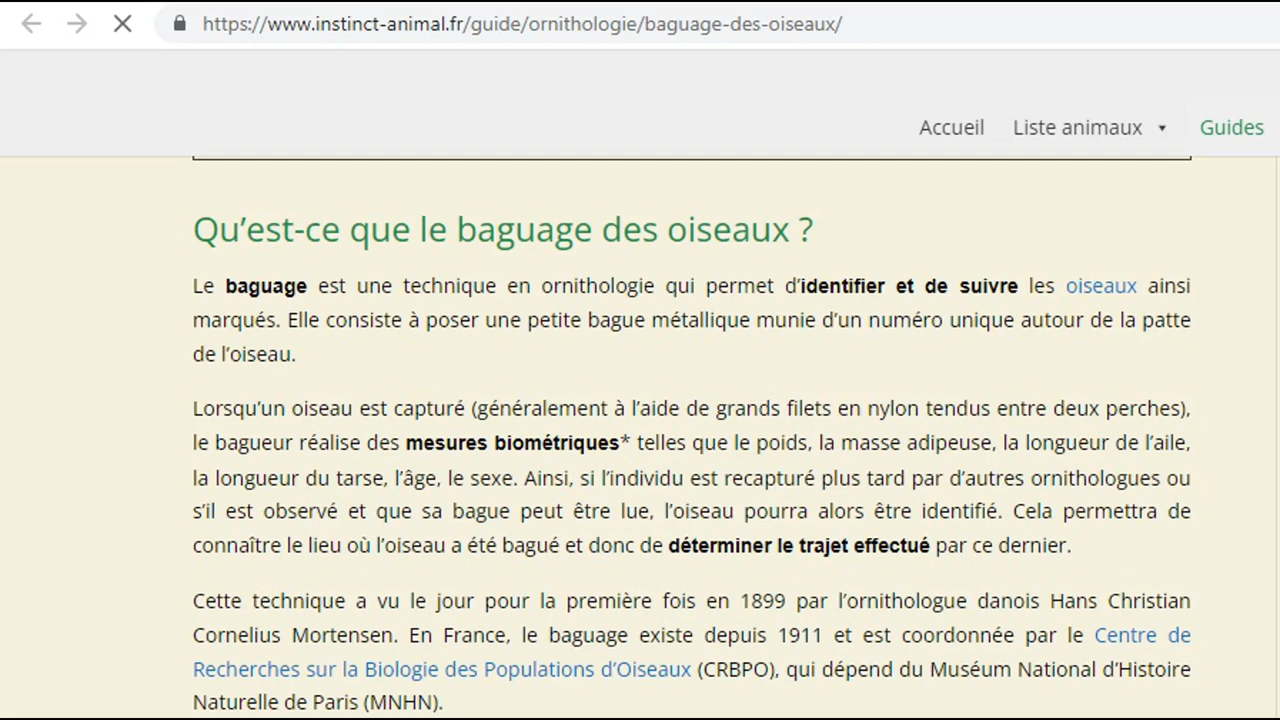 https://www.instinct-animal.fr/guide/ornithologie/baguage-des-oiseaux/
Accueil Liste animaux Guides
Qu’est-ce que le baguage des oiseaux ?
Le baguage est une technique en ornithologie qui permet d’identifier et de suivre les oiseaux ainsi
marqués. Elle consiste à poser une petite bague métallique munie d’un numéro unique autour de la patte
de l’oiseau.
Lorsqu’un oiseau est capturé (généralement à l’aide de grands filets en nylon tendus entre deux perches),
le bagueur réalise des mesures biométriques* telles que le poids, la masse adipeuse, la longueur de l’aile,
la longueur du tarse, l’âge, le sexe. Ainsi, si l’individu est recapturé plus tard par d’autres ornithologues ou
s’il est observé et que sa bague peut être lue, l’oiseau pourra alors être identifié. Cela permettra de
connaître le lieu où l’oiseau a été bagué et donc de déterminer le trajet effectué par ce dernier.
Cette technique a vu le jour pour la première fois en 1899 par l’ornithologue danois Hans Christian
Cornelius Mortensen. En France, le baguage existe depuis 1911 et est coordonnée par le Centre de
Recherches sur la Biologie des Populations d’Oiseaux (CRBPO), qui dépend du Muséum National d’Histoire
Naturelle de Paris (MNHN).